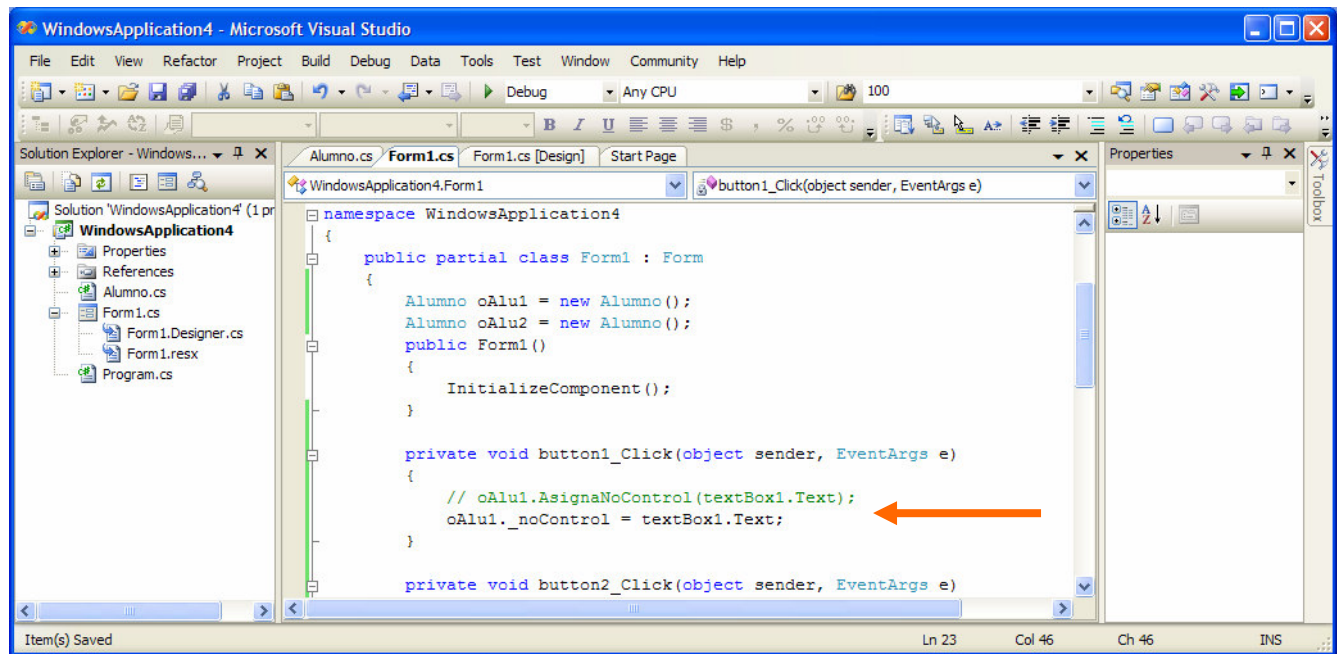 WindowsApplication4 - Microsoft Visual Studio
File Edit View Refactor Project Build Debug Data Tools Test Window Community Help
Debug Any CPU 100
B I U
Solution Explorer - Windows...
Alumno.cs Form1.cs Form1.cs [Design] Start Page
Properties
Toolbox
WindowsApplication4.Form1 button1_Click(object sender, EventArgs e)
Solution 'WindowsApplication4' (1 pr
WindowsApplication4
Properties
References
Alumno.cs
Form1.cs
Form1.Designer.cs
Form1.resx
Program.cs
namespace WindowsApplication4
{
public partial class Form1 : Form
{
Alumno oAlu1 = new Alumno();
Alumno oAlu2 = new Alumno();
public Form1()
{
InitializeComponent();
}
private void button1_Click(object sender, EventArgs e)
{
// oAlu1.AsignaNoControl(textBox1.Text);
oAlu1._noControl = textBox1.Text;
}
private void button2_Click(object sender, EventArgs e)
Item(s) Saved Ln 23 Col 46 Ch 46 INS